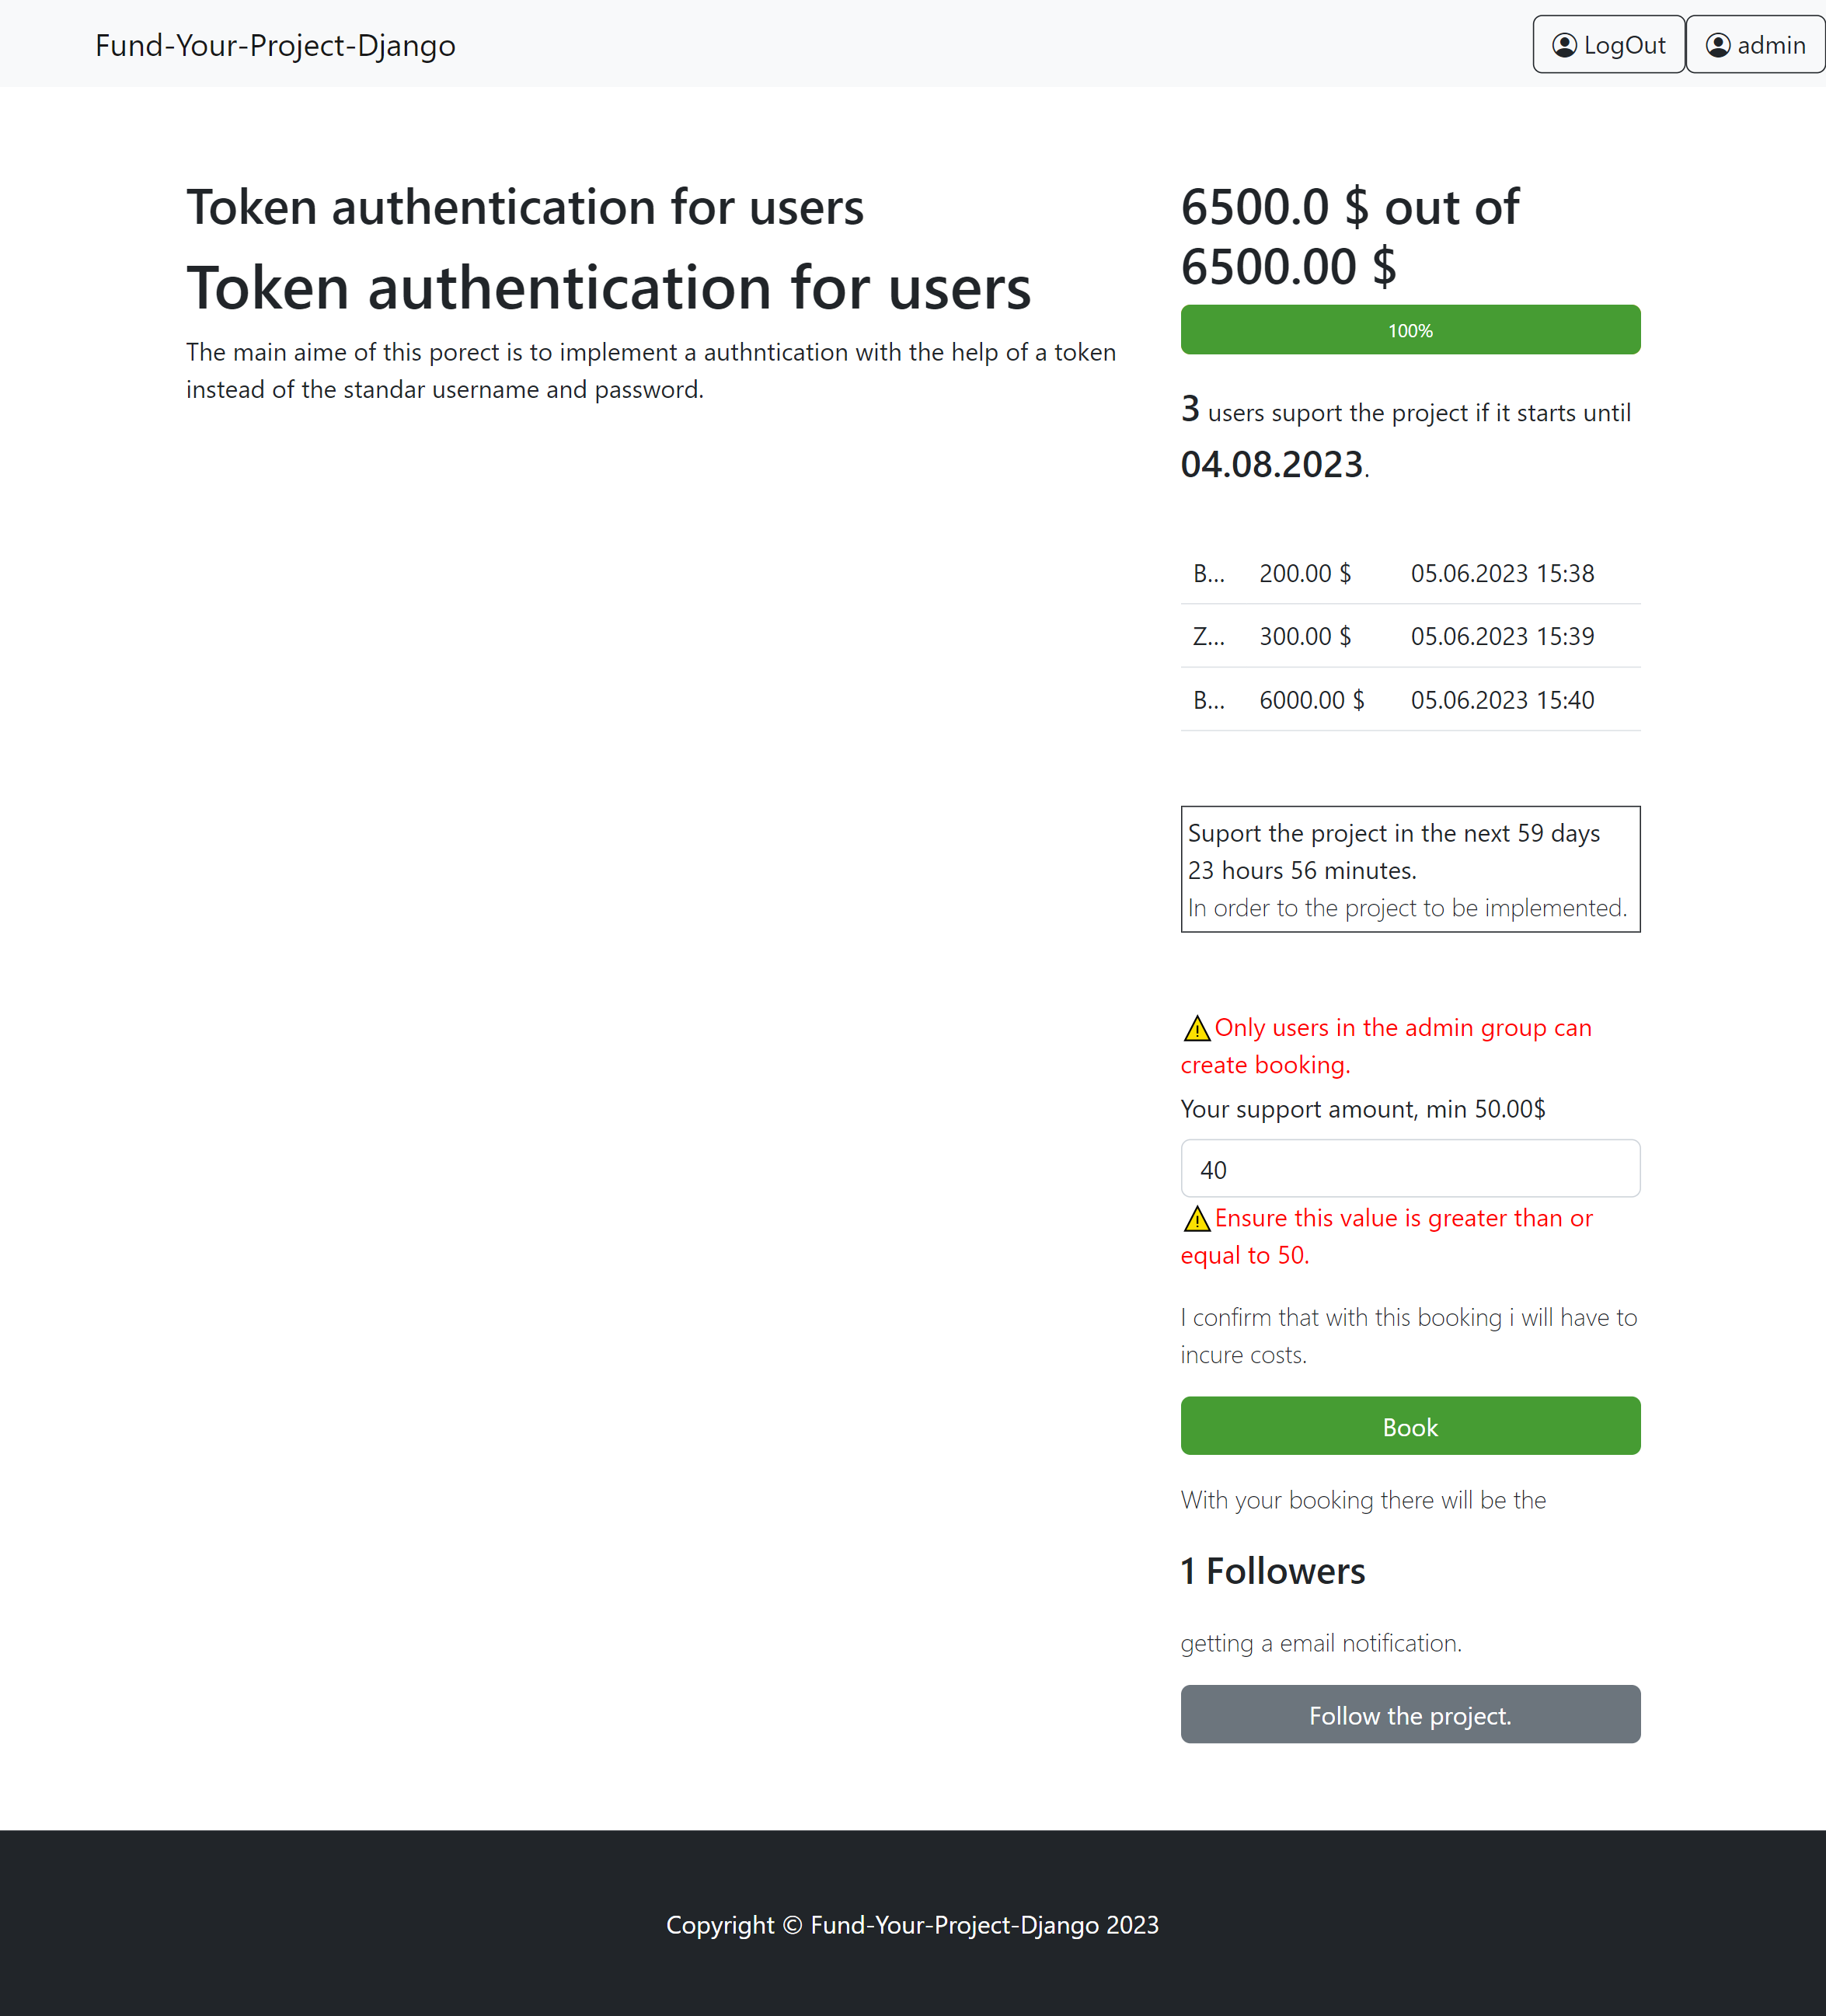 Fund-Your-Project-Django
LogOut
admin
Token authentication for users
Token authentication for users
The main aime of this porect is to implement a authntication with the help of a token
instead of the standar username and password.
6500.0 $ out of
6500.00 $
100%
3 users suport the project if it starts until
04.08.2023.
B... 200.00 $ 05.06.2023 15:38
Z... 300.00 $ 05.06.2023 15:39
B... 6000.00 $ 05.06.2023 15:40
Suport the project in the next 59 days
23 hours 56 minutes.
In order to the project to be implemented.
⚠Only users in the admin group can
create booking.
Your support amount, min 50.00$
40
⚠Ensure this value is greater than or
equal to 50.
I confirm that with this booking i will have to
incure costs.
Book
With your booking there will be the
1 Followers
getting a email notification.
Follow the project.
Copyright © Fund-Your-Project-Django 2023